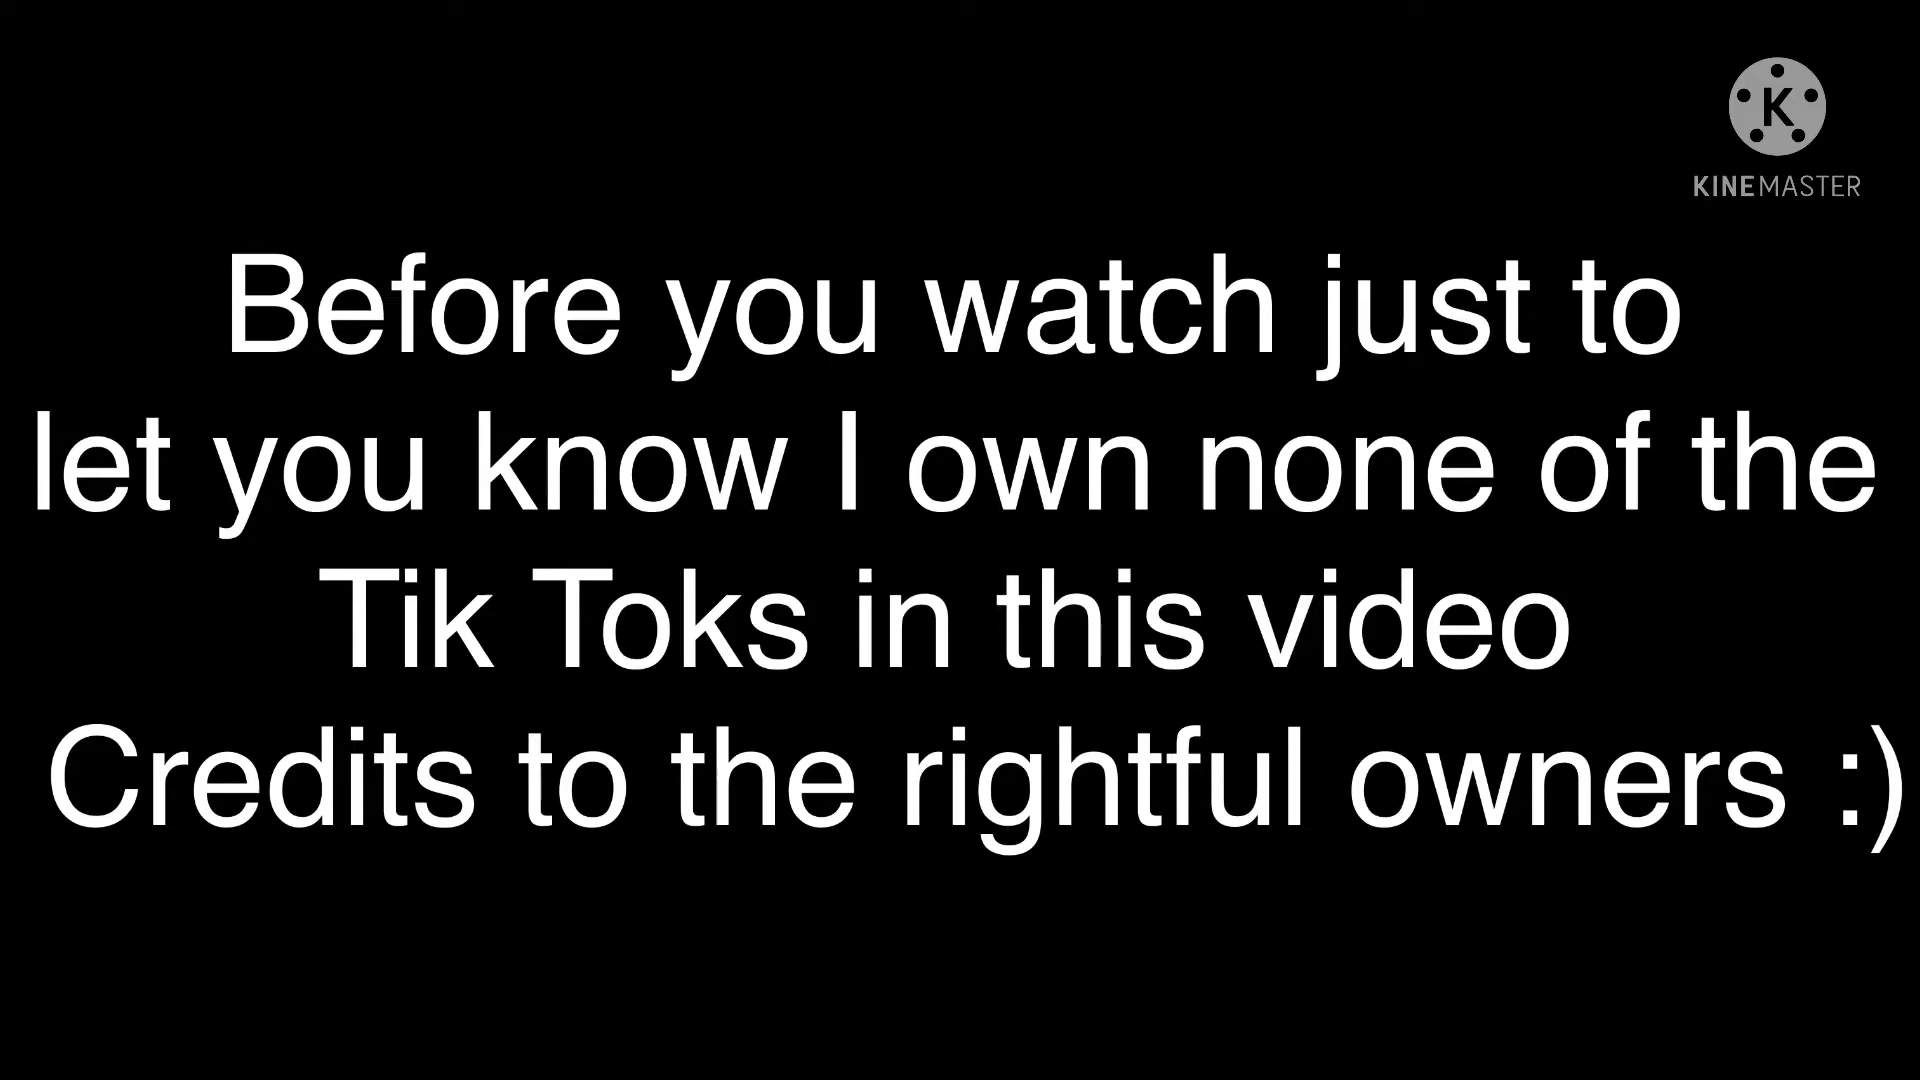 K
KINEMASTER
Before you watch just to
let you know I own none of the
Tik Toks in this video
Credits to the rightful owners :)